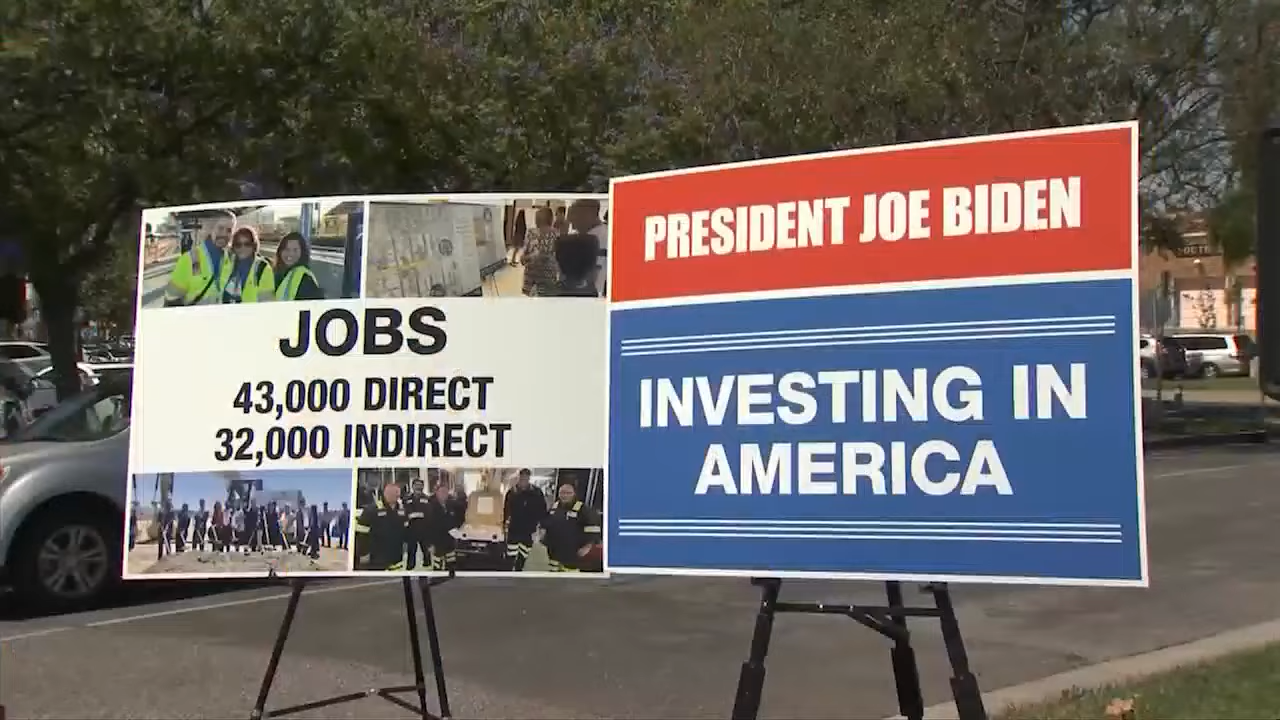 JOBS
43,000 DIRECT
32,000 INDIRECT
PRESIDENT JOE BIDEN
INVESTING IN
AMERICA